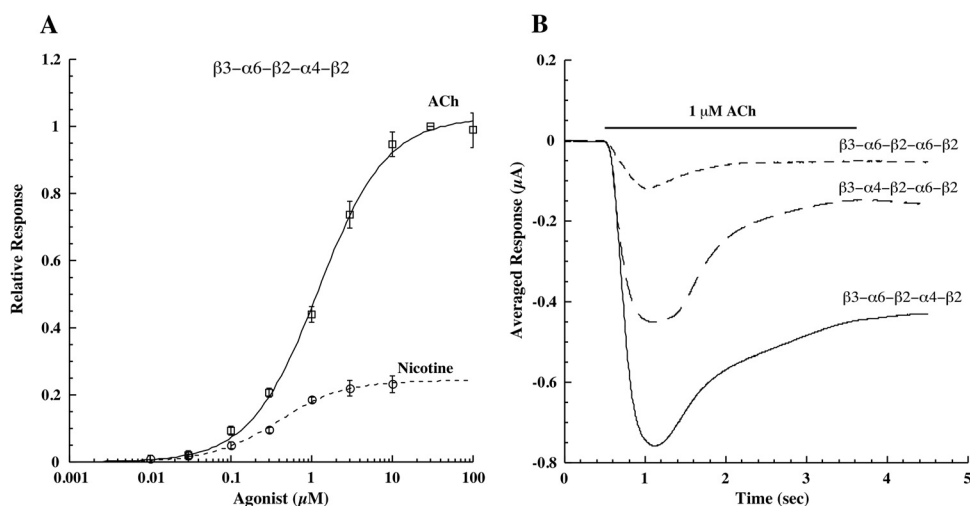 A
β3−α6−β2−α4−β2
ACh
Nicotine
Relative Response
1.2
1
0.8
0.6
0.4
0.2
0
0.001 0.01 0.1 1 10 100
Agonist (µM)
B
1 µM ACh
β3−α6−β2−α6−β2
β3−α4−β2−α6−β2
β3−α6−β2−α4−β2
Averaged Response (µA)
0.2
0
-0.2
-0.4
-0.6
-0.8
0 1 2 3 4 5
Time (sec)